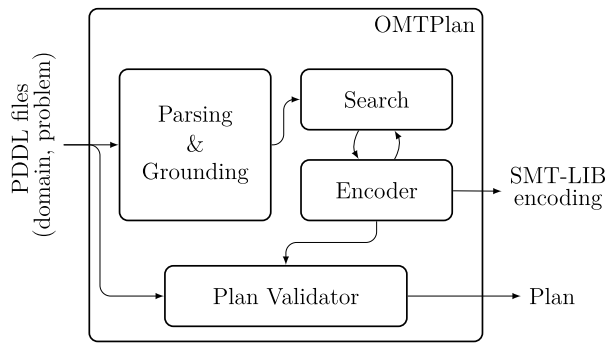 OMTPlan
PDDL files
(domain, problem)
Parsing
&
Grounding
Search
Encoder
SMT-LIB
encoding
Plan Validator
Plan